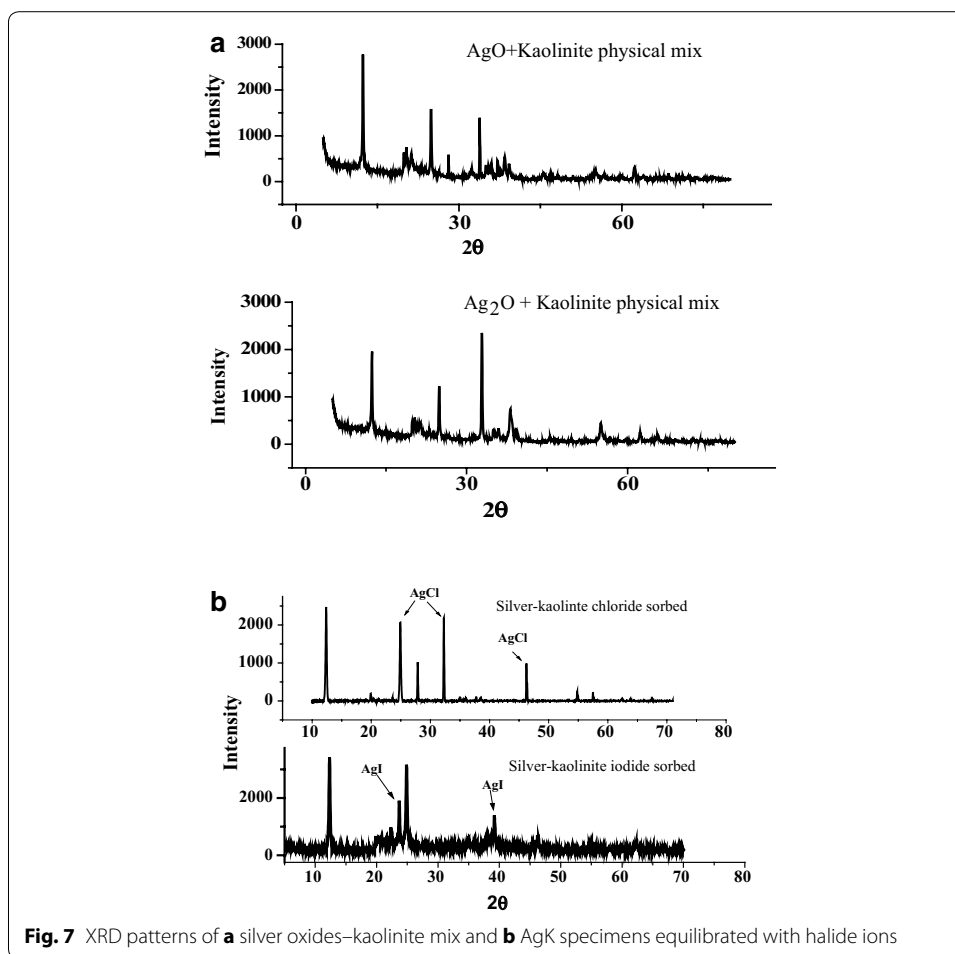 a
AgO+Kaolinite physical mix
3000
2000
1000
0
Intensity
0 30 60
2θ
Ag2O + Kaolinite physical mix
3000
2000
1000
0
Intensity
0 30 60
2θ
b
AgCl
Silver-kaolinte chloride sorbed
AgCl
2000
1000
0
10 20 30 40 50 60 70 80
Intensity
AgI
Silver-kaolinite iodide sorbed
AgI
2000
0
10 20 30 40 50 60 70 80
2θ
Fig. 7 XRD patterns of a silver oxides–kaolinite mix and b AgK specimens equilibrated with halide ions